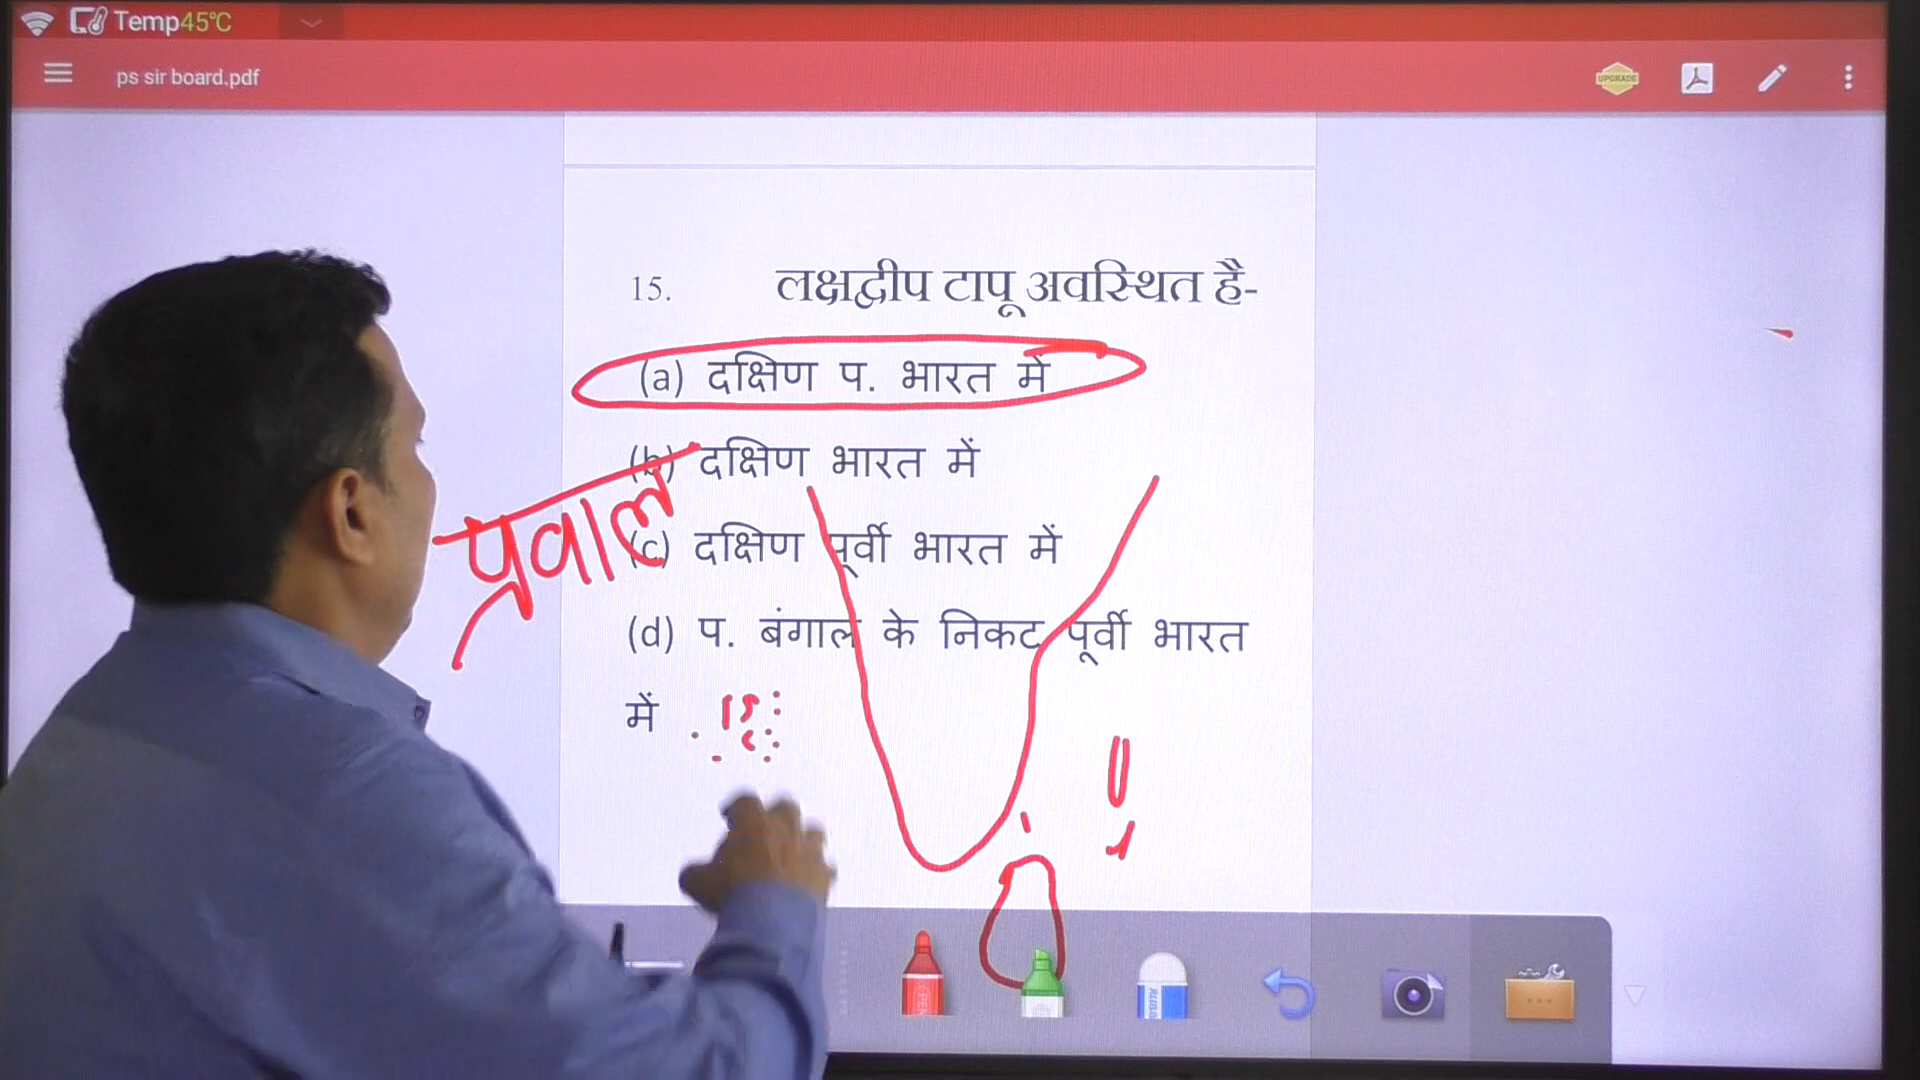 Temp45°C
ps sir board.pdf
UPGRADE
15. लक्षद्वीप टापू अवस्थित है-
(a) दक्षिण प. भारत में
(b) दक्षिण भारत में
प्रवाल
(c) दक्षिण पूर्वी भारत में
(d) प. बंगाल के निकट पूर्वी भारत
में